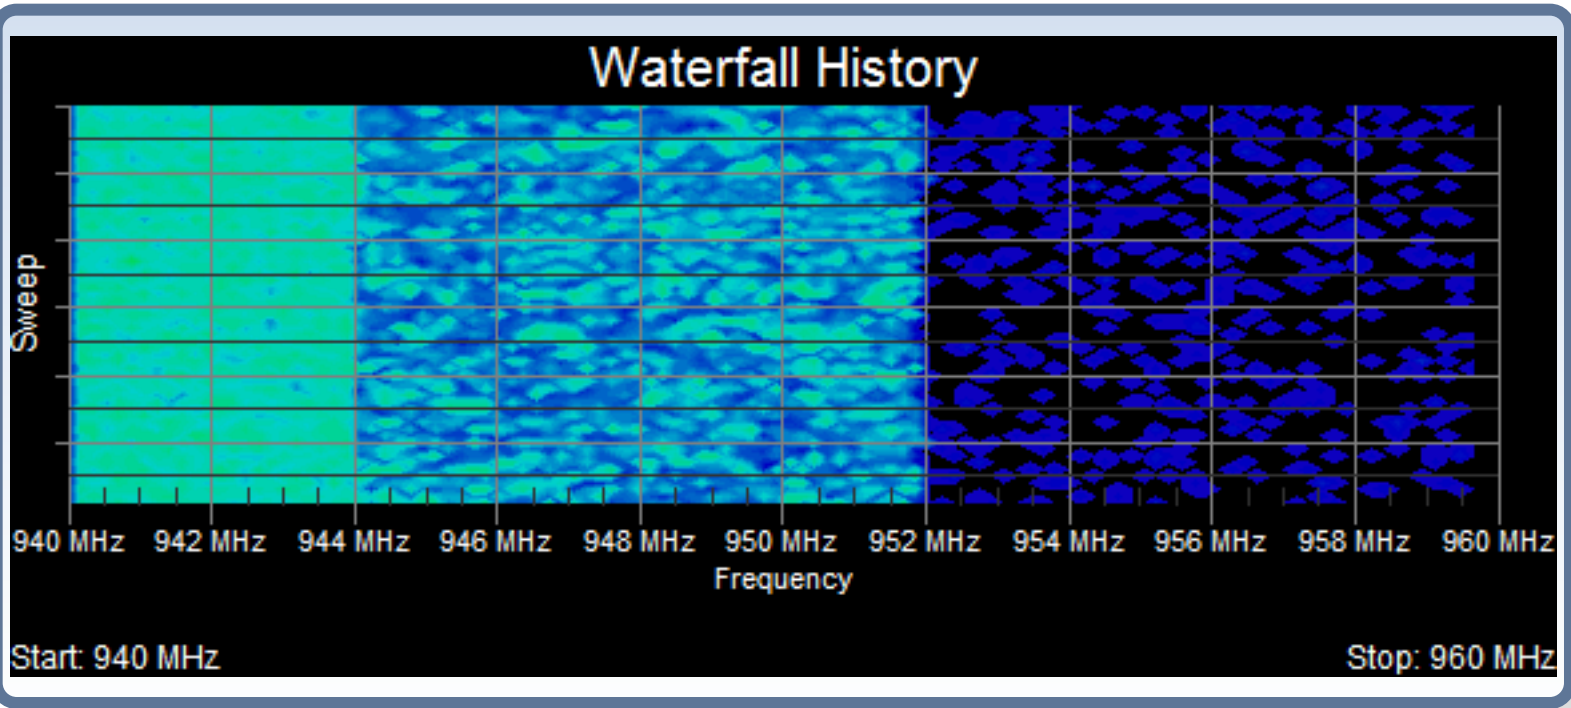 Waterfall History
Sweep
940 MHz 942 MHz 944 MHz 946 MHz 948 MHz 950 MHz 952 MHz 954 MHz 956 MHz 958 MHz 960 MHz
Frequency
Start: 940 MHz Stop: 960 MHz